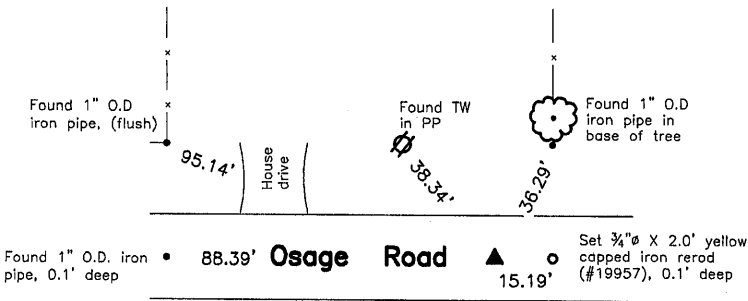 Found 1" O.D
iron pipe, (flush)
95.14'
House
drive
Found TW
in PP
38.34'
Found 1" O.D
iron pipe in
base of tree
36.29'
Found 1" O.D. iron
pipe, 0.1' deep
88.39'
Osage Road
15.19'
Set ¾"ø X 2.0' yellow
capped iron rerod
(#19957), 0.1' deep